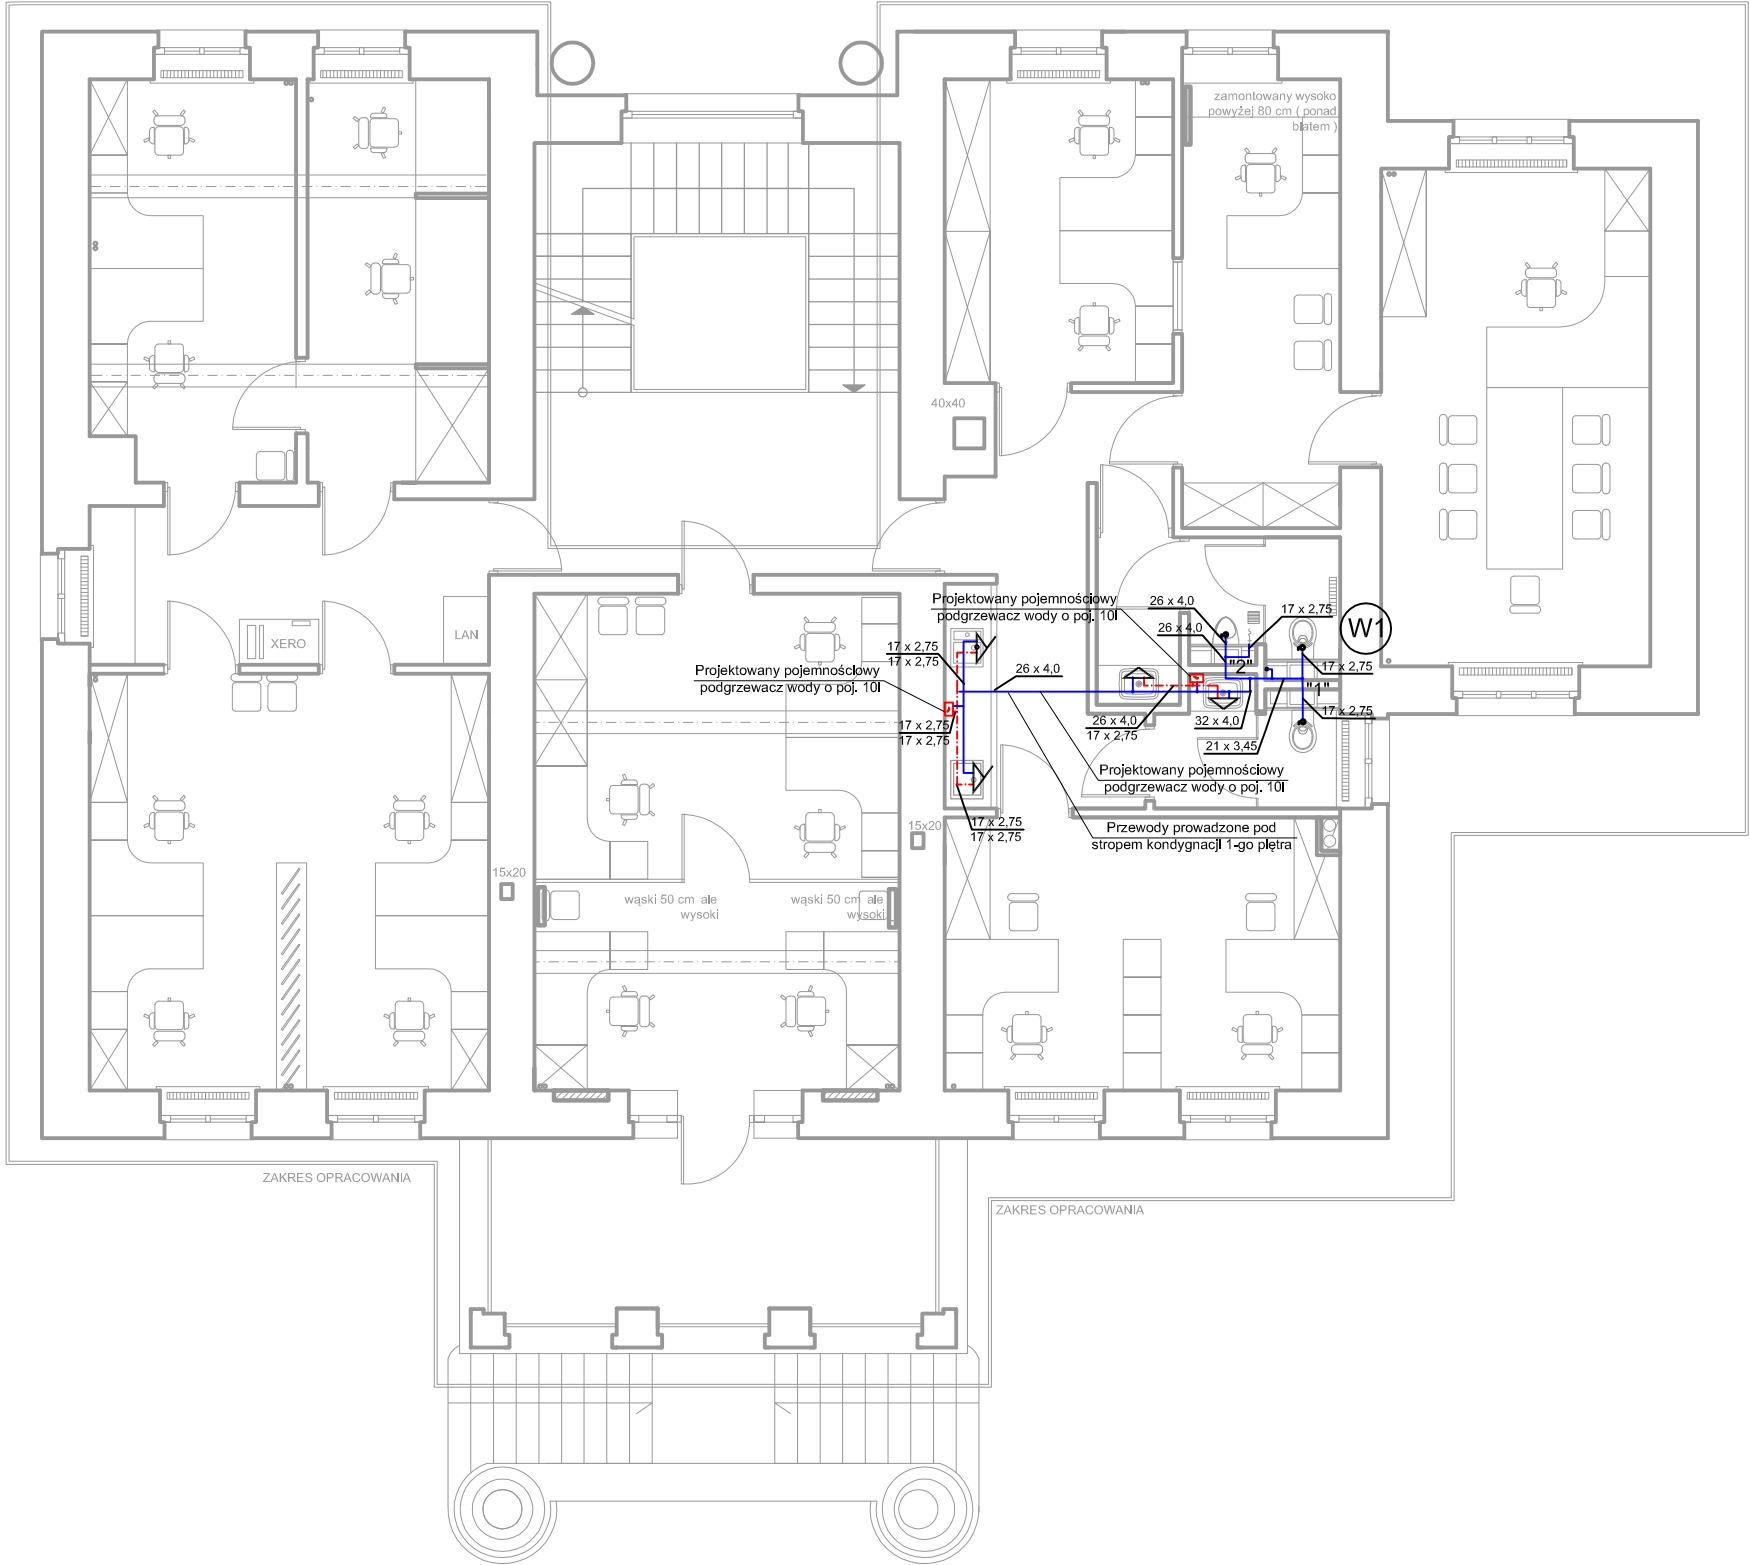 zamontowany wysoko
powyżej 80 cm ( ponad
blatem )
40x40
Projektowany pojemnościowy
podgrzewacz wody o poj. 10l
26 x 4,0
17 x 2,75
26 x 4,0
W1
XERO
LAN
17 x 2,75
17 x 2,75
"2"
17 x 2,75
26 x 4,0
Projektowany pojemnościowy
podgrzewacz wody o poj. 10l
"1"
17 x 2,75
17 x 2,75
17 x 2,75
26 x 4,0
17 x 2,75
32 x 4,0
21 x 3,45
Projektowany pojemnościowy
podgrzewacz wody o poj. 10l
17 x 2,75
17 x 2,75
15x20
Przewody prowadzone pod
stropem kondygnacji 1-go piętra
15x20
wąski 50 cm ale
wysoki
wąski 50 cm ale
wysoki
ZAKRES OPRACOWANIA
ZAKRES OPRACOWANIA